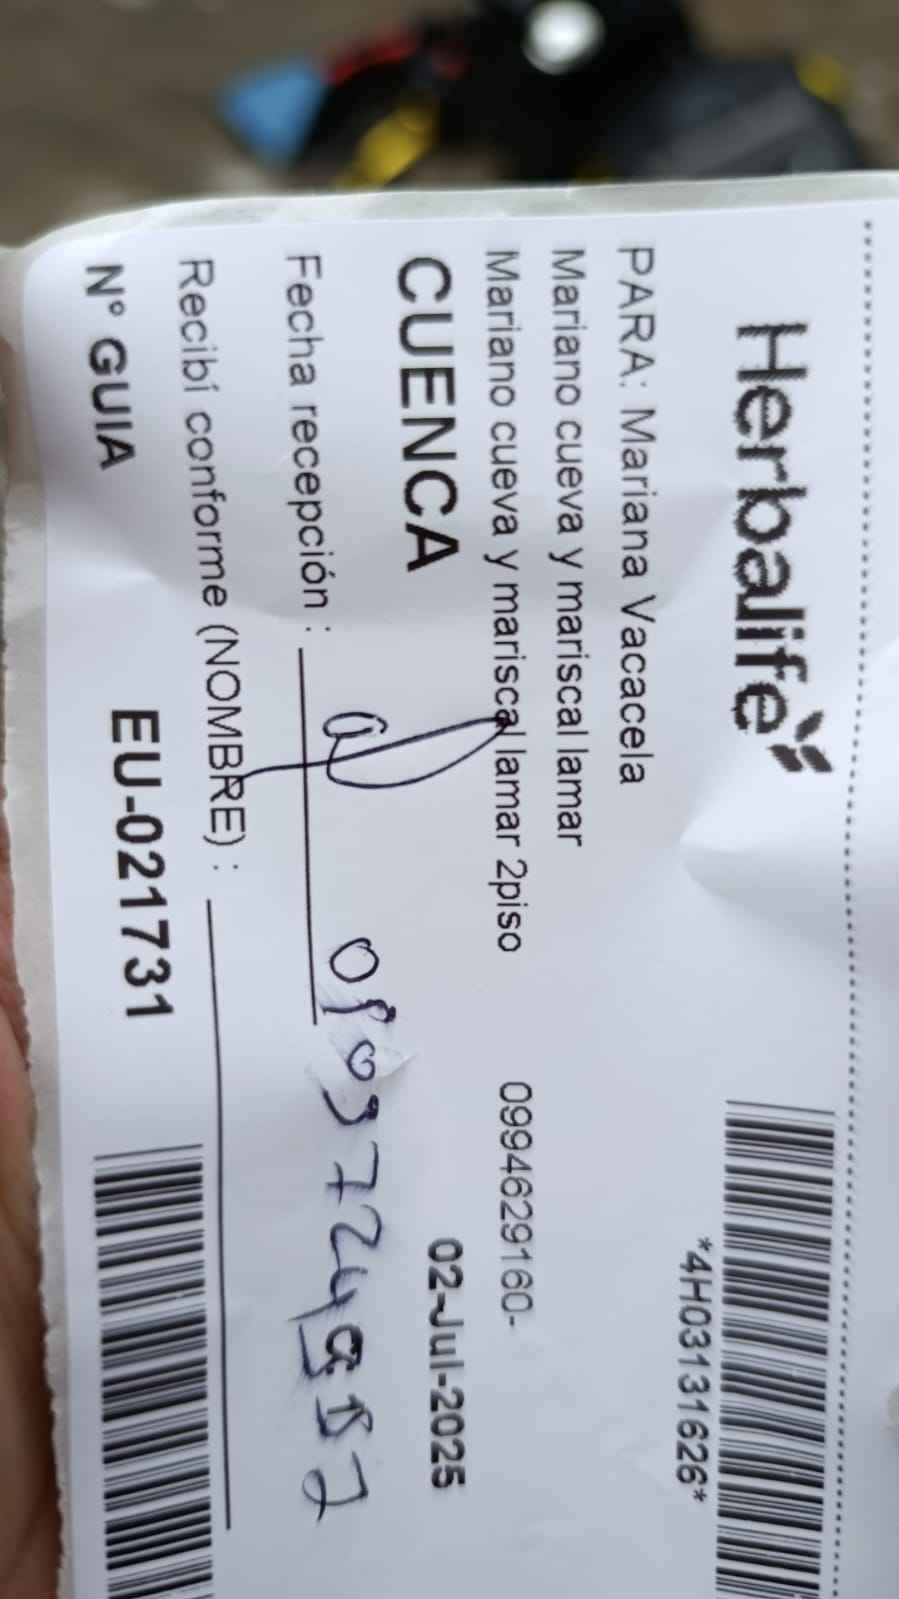 Herbalife
*4H03131626*
PARA: Mariana Vacacela
Mariano cueva y mariscal lamar
Mariano cueva y mariscal lamar 2piso 0994629160-
CUENCA 02-Jul-2025
Fecha recepción :
Recibí conforme (NOMBRE) :
N° GUIA EU-021731